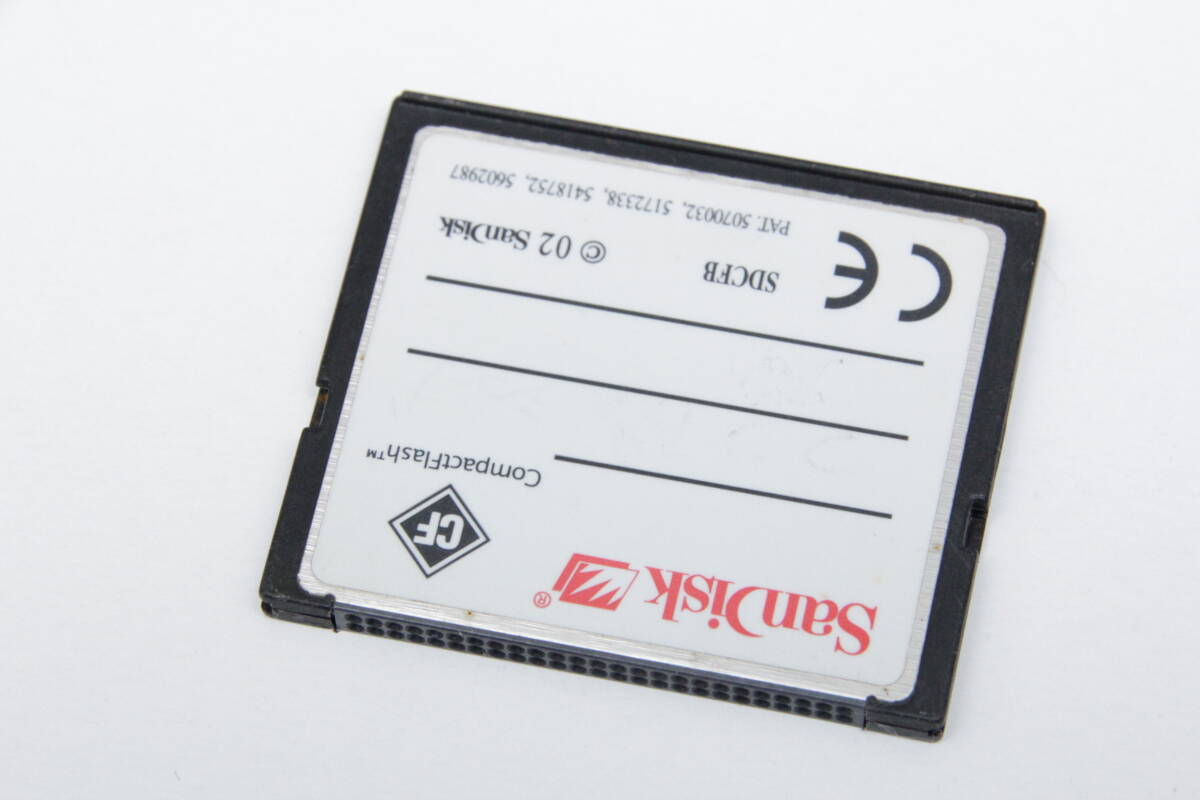 SanDisk®
CF
CompactFlash™
CE SDCFB © 02 SanDisk
PAT. 5070032, 5172338, 5418752, 5602987